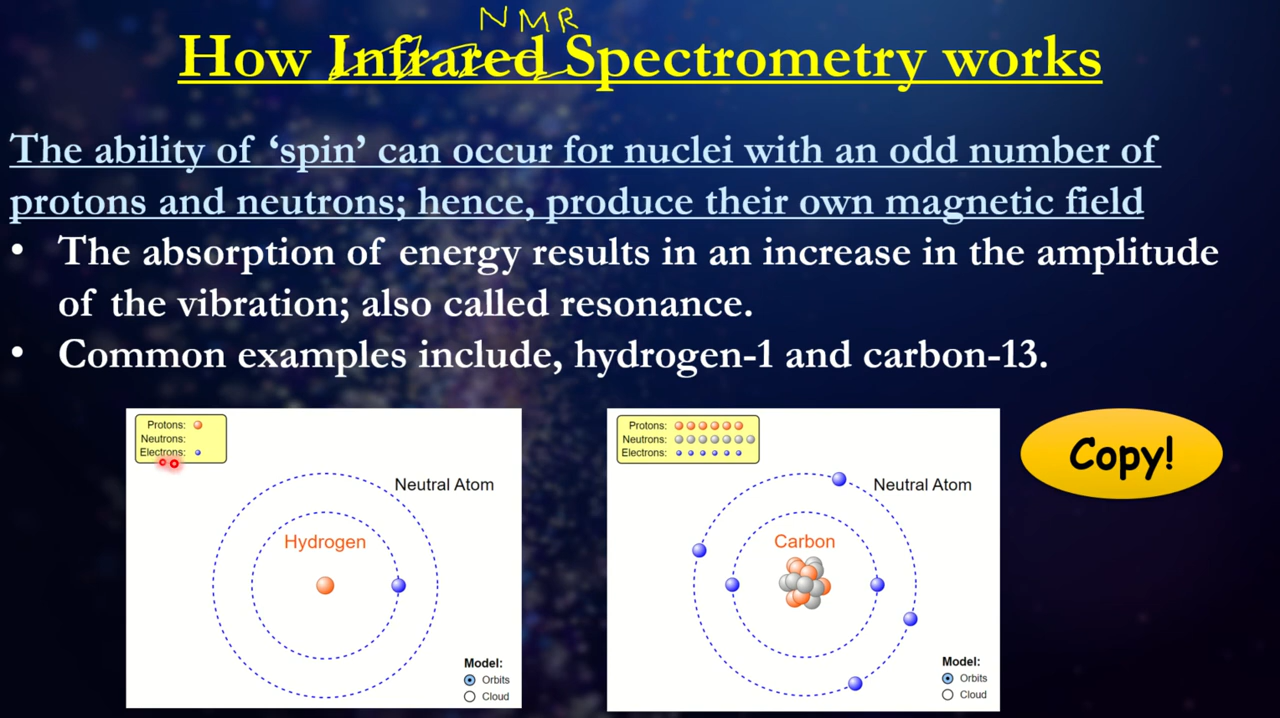 NMR
How Infrared Spectrometry works
The ability of ‘spin’ can occur for nuclei with an odd number of
protons and neutrons; hence, produce their own magnetic field
• The absorption of energy results in an increase in the amplitude
of the vibration; also called resonance.
• Common examples include, hydrogen-1 and carbon-13.
Protons:
Neutrons:
Electrons:
Neutral Atom
Hydrogen
Model:
Orbits
Cloud
Protons:
Neutrons:
Electrons:
Neutral Atom
Carbon
Model:
Orbits
Cloud
Copy!